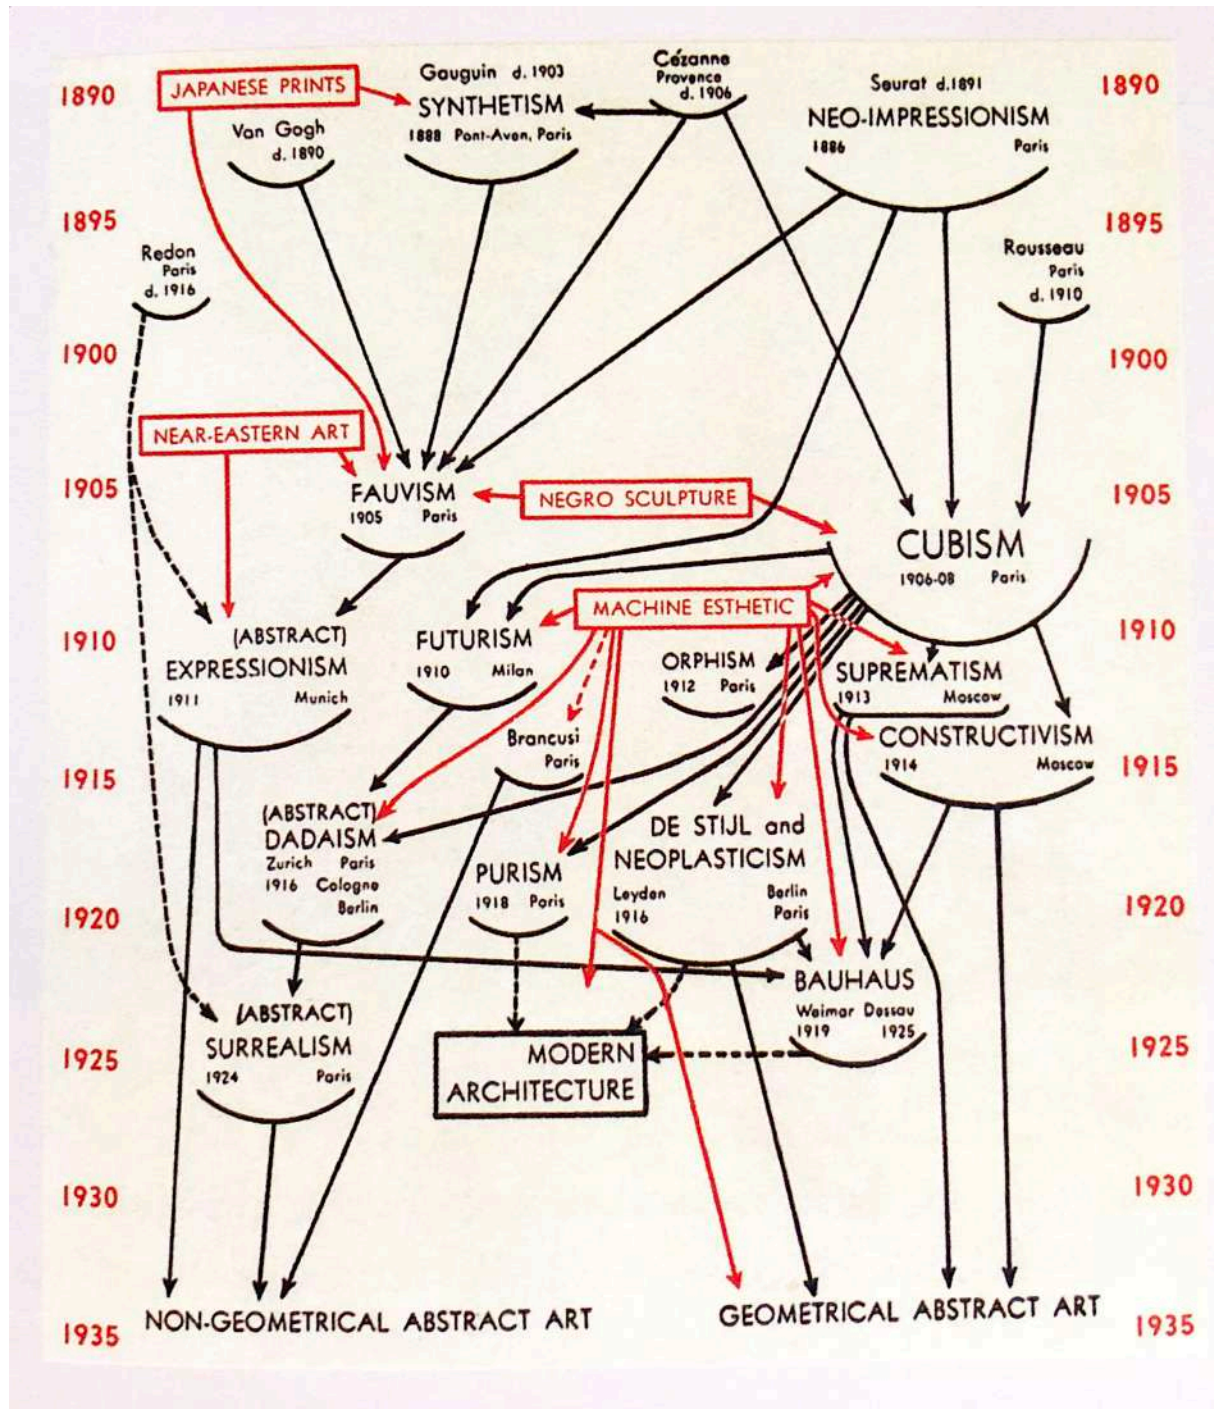 1890
JAPANESE PRINTS
Gauguin d. 1903
SYNTHETISM
1888 Pont-Aven, Paris
Cézanne
Provence
d. 1906
Seurat d.1891
NEO-IMPRESSIONISM
1886 Paris
1890
Van Gogh
d. 1890
1895
1895
Redon
Paris
d. 1916
Rousseau
Paris
d. 1910
1900
1900
NEAR-EASTERN ART
1905
FAUVISM
1905 Paris
NEGRO SCULPTURE
1905
CUBISM
1906-08 Paris
MACHINE ESTHETIC
1910
(ABSTRACT)
EXPRESSIONISM
1911 Munich
FUTURISM
1910 Milan
ORPHISM
1912 Paris
SUPREMATISM
1913 Moscow
1910
Brancusi
Paris
CONSTRUCTIVISM
1914 Moscow
1915
1915
(ABSTRACT)
DADAISM
Zurich Paris
1916 Cologne
Berlin
PURISM
1918 Paris
DE STIJL and
NEOPLASTICISM
Leyden Berlin
1916 Paris
1920
1920
BAUHAUS
Weimar Dessau
1919 1925
(ABSTRACT)
SURREALISM
1924 Paris
MODERN
ARCHITECTURE
1925
1925
1930
1930
NON-GEOMETRICAL ABSTRACT ART
GEOMETRICAL ABSTRACT ART
1935
1935